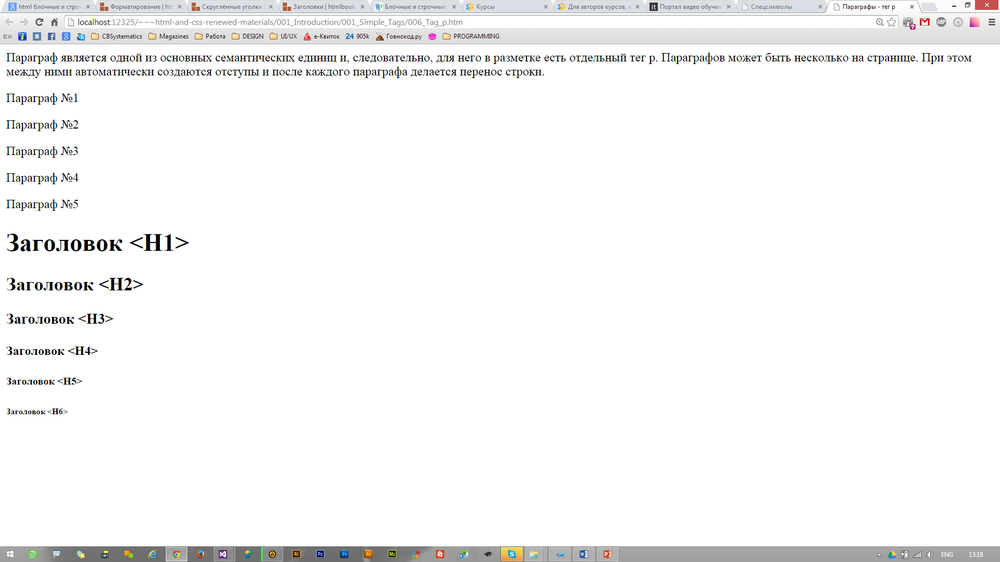 html блочные и строч
Форматирование | htm
Скруглённые уголки |
Заголовки | htmlbook.
Блочные и строчные
Курсы
Для авторов курсов, и
Портал видео обучен
Спецсимволы
Параграфы - тег p
localhost:12325/~~~html-and-css-renewed-materials/001_Introduction/001_Simple_Tags/006_Tag_p.htm
CBSystematics
Magazines
Работа
DESIGN
UI/UX
е-Квиток
24 905k
Говнокод.ру
PROGRAMMING
Параграф является одной из основных семантических единиц и, следовательно, для него в разметке есть отдельный тег p. Параграфов может быть несколько на странице. При этом
между ними автоматически создаются отступы и после каждого параграфа делается перенос строки.
Параграф №1
Параграф №2
Параграф №3
Параграф №4
Параграф №5
Заголовок <H1>
Заголовок <H2>
Заголовок <H3>
Заголовок <H4>
Заголовок <H5>
Заголовок <H6>
ENG
13:18